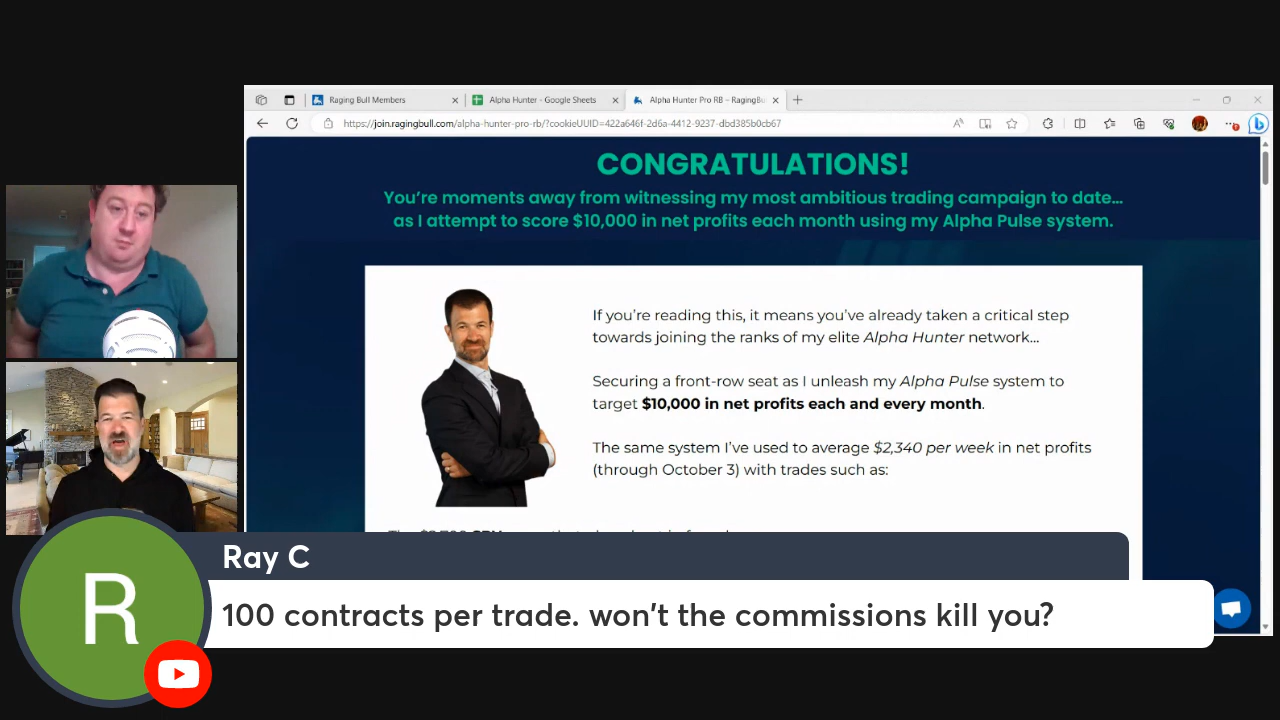 Raging Bull Members
Alpha Hunter - Google Sheets
Alpha Hunter Pro RB – RagingBu
https://join.ragingbull.com/alpha-hunter-pro-rb/?cookieUUID=422a646f-2d6a-4412-9237-dbd385b0cb67
CONGRATULATIONS!
You're moments away from witnessing my most ambitious trading campaign to date...
as I attempt to score $10,000 in net profits each month using my Alpha Pulse system.
If you're reading this, it means you've already taken a critical step
towards joining the ranks of my elite Alpha Hunter network...
Securing a front-row seat as I unleash my Alpha Pulse system to
target $10,000 in net profits each and every month.
The same system I've used to average $2,340 per week in net profits
(through October 3) with trades such as:
R
Ray C
100 contracts per trade. won't the commissions kill you?